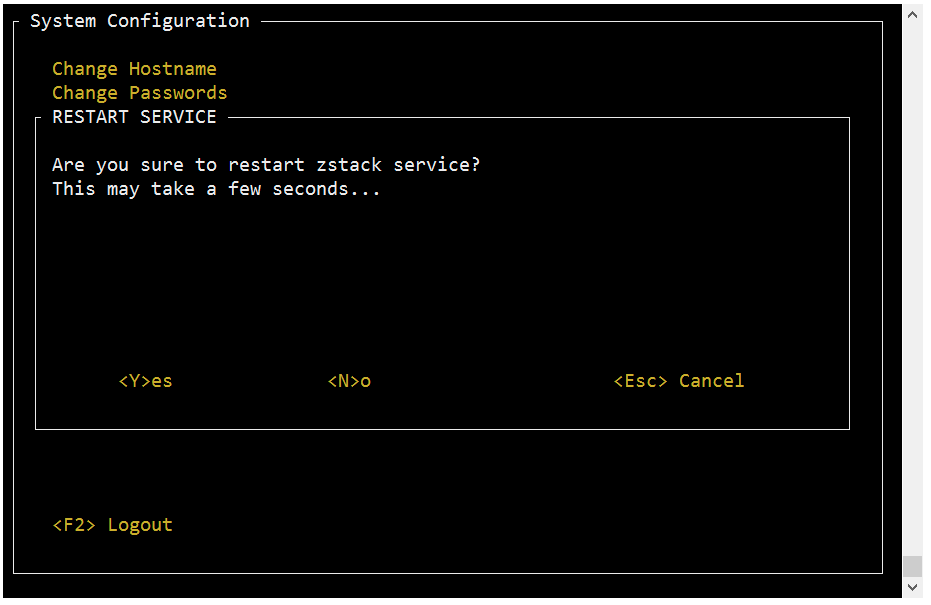 System Configuration
Change Hostname
Change Passwords
RESTART SERVICE
Are you sure to restart zstack service?
This may take a few seconds...
<Y>es <N>o <Esc> Cancel
<F2> Logout